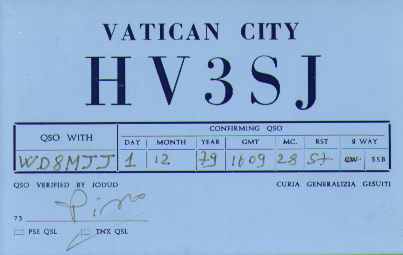 VATICAN CITY
HV3SJ
QSO WITH
CONFIRMING QSO
DAY MONTH YEAR GMT MC. RST 2 WAY
WD8MJJ 1 12 79 1609 28 57 CW SSB
QSO VERIFIED BY I0DUD CURIA GENERALIZIA GESUITI
73
PSE QSL TNX QSL